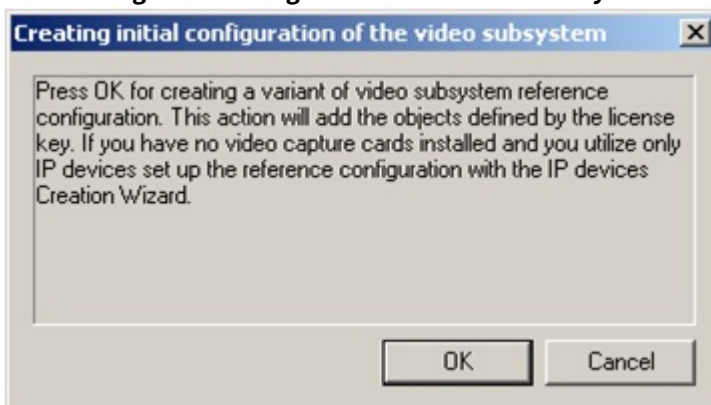 Creating initial configuration of the video subsystem
Press OK for creating a variant of video subsystem reference
configuration. This action will add the objects defined by the license
key. If you have no video capture cards installed and you utilize only
IP devices set up the reference configuration with the IP devices
Creation Wizard.
OK Cancel